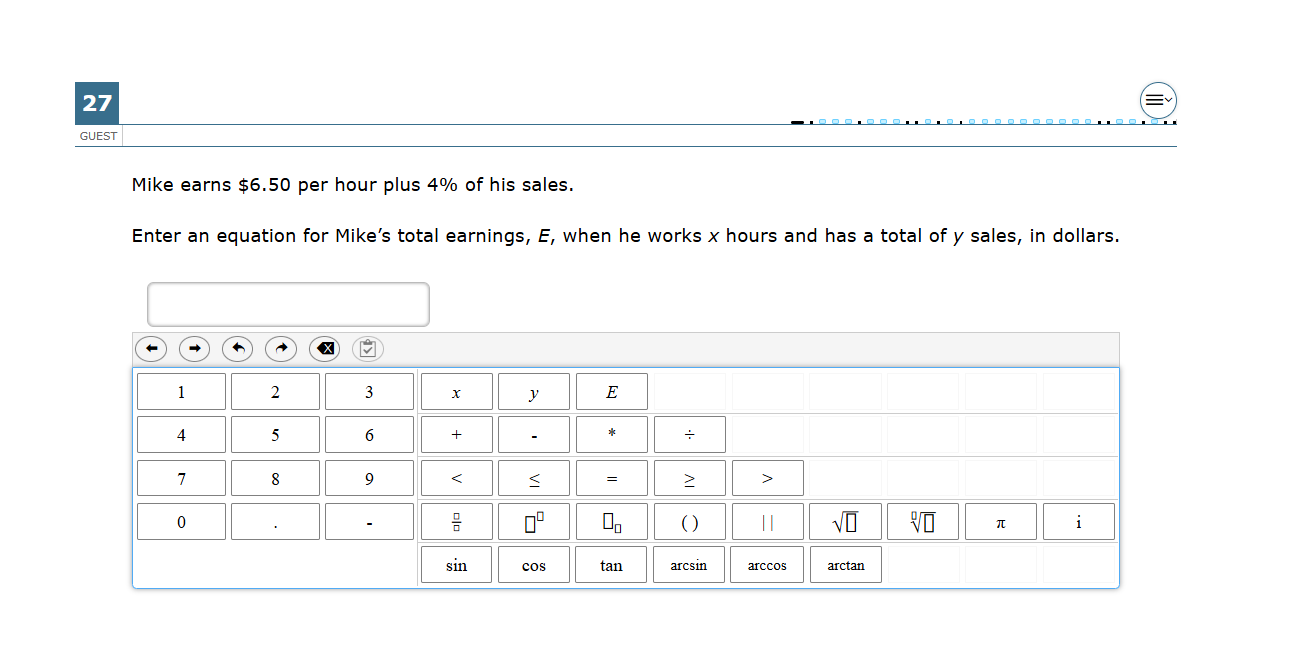 27
GUEST
Mike earns $6.50 per hour plus 4% of his sales.
Enter an equation for Mike’s total earnings, E, when he works x hours and has a total of y sales, in dollars.
1 2 3 x y E
4 5 6 + - * ÷
7 8 9 < ≤ = ≥ >
0 . - ( ) | | √ √ π i
sin cos tan arcsin arccos arctan